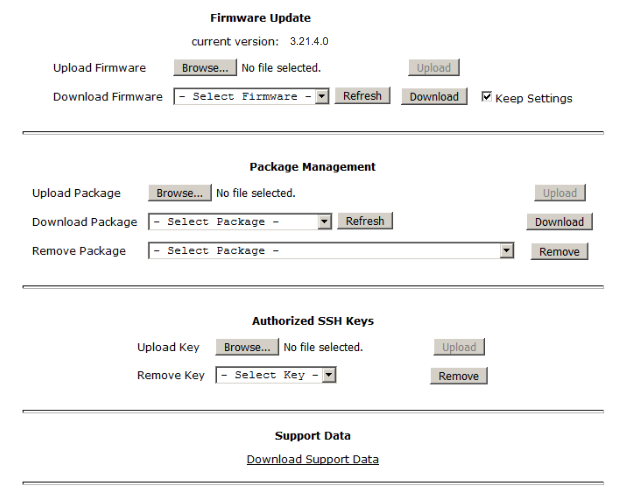 Firmware Update
current version: 3.21.4.0
Upload Firmware Browse... No file selected. Upload
Download Firmware - Select Firmware - Refresh Download Keep Settings
Package Management
Upload Package Browse... No file selected. Upload
Download Package - Select Package - Refresh Download
Remove Package - Select Package - Remove
Authorized SSH Keys
Upload Key Browse... No file selected. Upload
Remove Key - Select Key - Remove
Support Data
Download Support Data